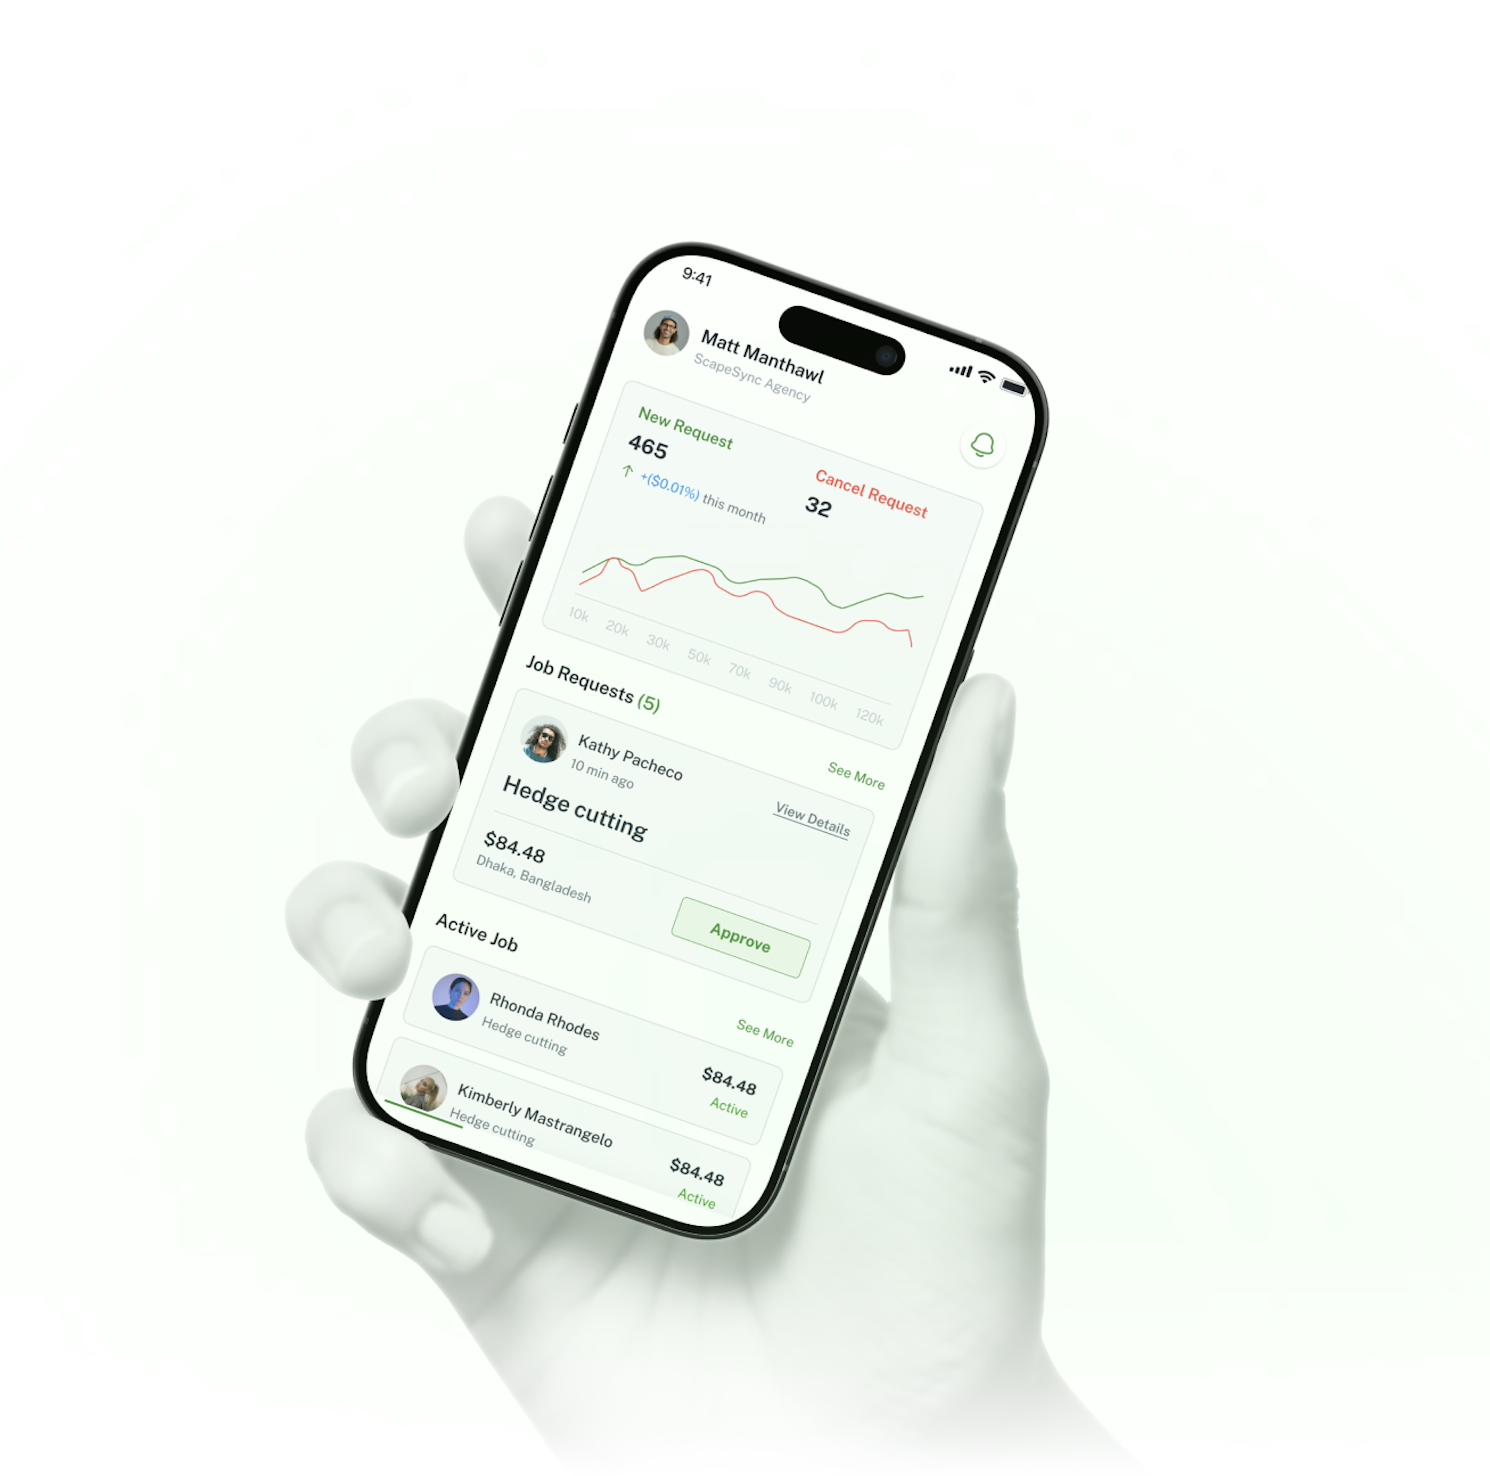 9:41
Matt Manthawl
ScapeSync Agency
New Request
465
+($0.01%) this month
Cancel Request
32
10k 20k 30k 50k 70k 90k 100k 120k
Job Requests (5)
See More
Kathy Pacheco
10 min ago
View Details
Hedge cutting
$84.48
Dhaka, Bangladesh
Approve
Active Job
See More
Rhonda Rhodes
Hedge cutting
$84.48
Active
Kimberly Mastrangelo
Hedge cutting
$84.48
Active